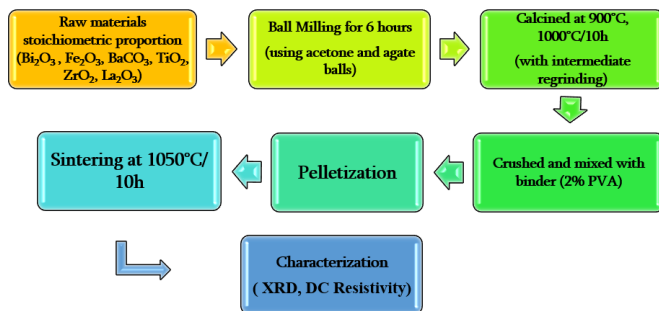 Raw materials
stoichiometric proportion
(Bi₂O₃ , Fe₂O₃, BaCO₃, TiO₂,
ZrO₂, La₂O₃)
Ball Milling for 6 hours
(using acetone and agate
balls)
Calcined at 900°C,
1000°C/10h
(with intermediate
regrinding)
Crushed and mixed with
binder (2% PVA)
Pelletization
Sintering at 1050°C/
10h
Characterization
( XRD, DC Resistivity)